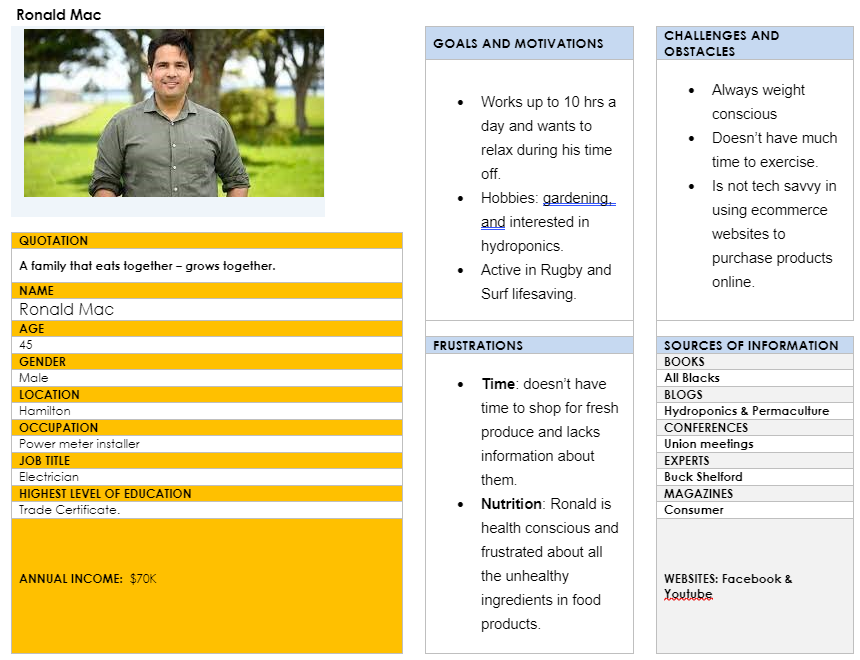 Ronald Mac
QUOTATION
A family that eats together – grows together.
NAME
Ronald Mac
AGE
45
GENDER
Male
LOCATION
Hamilton
OCCUPATION
Power meter installer
JOB TITLE
Electrician
HIGHEST LEVEL OF EDUCATION
Trade Certificate.
ANNUAL INCOME: $70K
GOALS AND MOTIVATIONS
• Works up to 10 hrs a
day and wants to
relax during his time
off.
• Hobbies: gardening,
and interested in
hydroponics.
• Active in Rugby and
Surf lifesaving.
FRUSTRATIONS
• Time: doesn’t have
time to shop for fresh
produce and lacks
information about
them.
• Nutrition: Ronald is
health conscious and
frustrated about all
the unhealthy
ingredients in food
products.
CHALLENGES AND
OBSTACLES
• Always weight
conscious
• Doesn’t have much
time to exercise.
• Is not tech savvy in
using ecommerce
websites to
purchase products
online.
SOURCES OF INFORMATION
BOOKS
All Blacks
BLOGS
Hydroponics & Permaculture
CONFERENCES
Union meetings
EXPERTS
Buck Shelford
MAGAZINES
Consumer
WEBSITES: Facebook &
Youtube